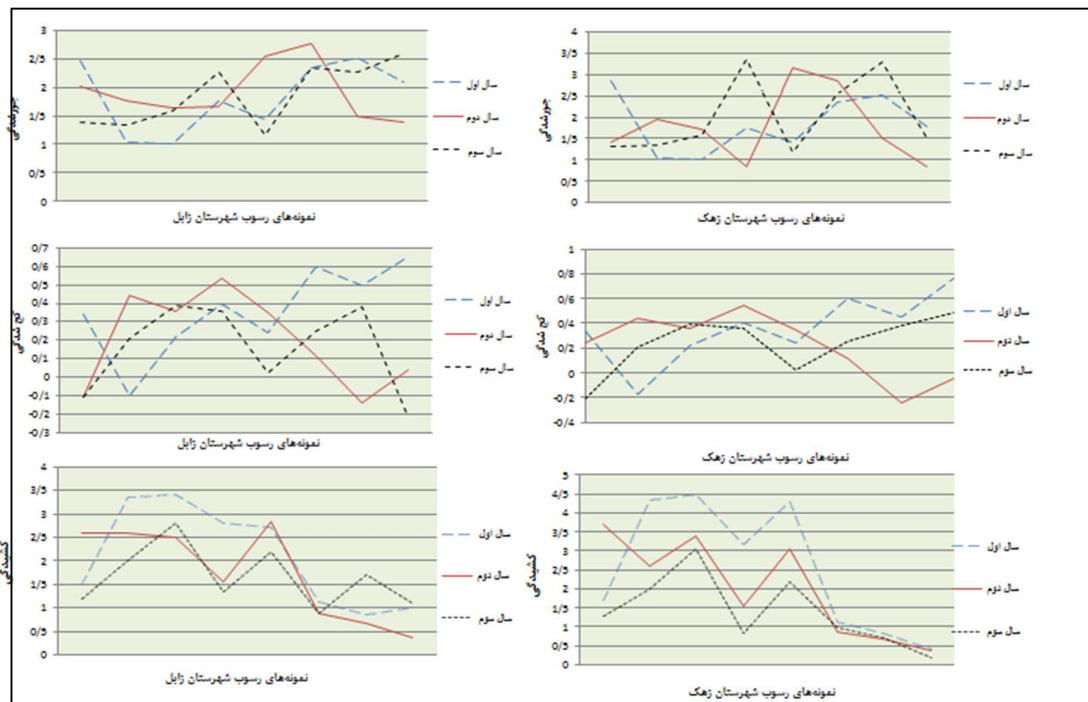 3
2/5
2
1/5
1
0/5
0
جورشدگی
سال اول
سال دوم
سال سوم
نمونه‌های رسوب شهرستان زابل
4
3/5
3
2/5
2
1/5
1
0/5
0
جورشدگی
سال اول
سال دوم
سال سوم
نمونه‌های رسوب شهرستان زهک
0/7
0/6
0/5
0/4
0/3
0/2
0/1
0
-0/1
-0/2
-0/3
کج شدگی
سال اول
سال دوم
سال سوم
نمونه‌های رسوب شهرستان زابل
1
0/8
0/6
0/4
0/2
0
-0/2
-0/4
کج شدگی
سال اول
سال دوم
سال سوم
نمونه‌های رسوب شهرستان زهک
4
3/5
3
2/5
2
1/5
1
0/5
0
کشیدگی
سال اول
سال دوم
سال سوم
نمونه‌های رسوب شهرستان زابل
5
4/5
4
3/5
3
2/5
2
1/5
1
0/5
0
کشیدگی
سال اول
سال دوم
سال سوم
نمونه‌های رسوب شهرستان زهک